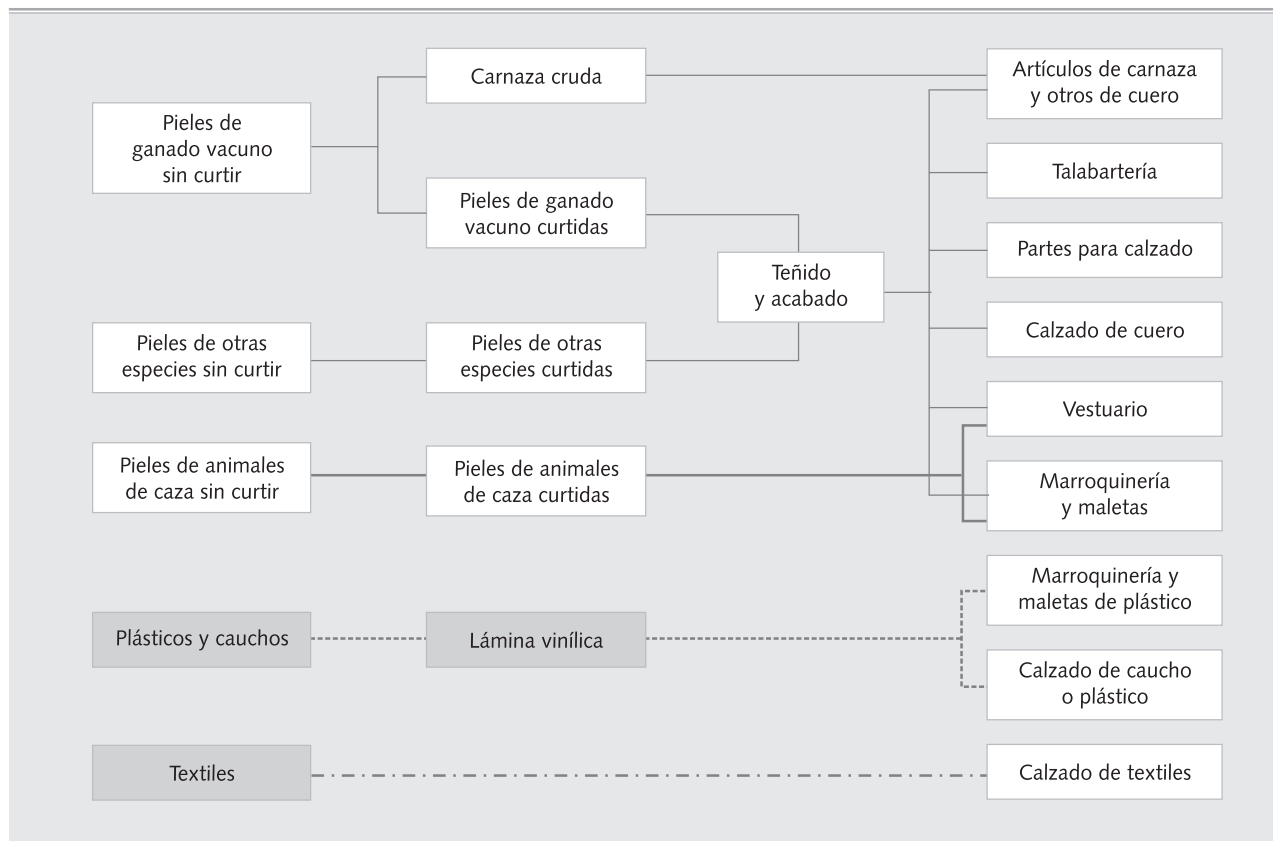 Pieles de
ganado vacuno
sin curtir
Carnaza cruda
Artículos de carnaza
y otros de cuero
Talabartería
Pieles de ganado
vacuno curtidas
Partes para calzado
Teñido
y acabado
Calzado de cuero
Pieles de otras
especies sin curtir
Pieles de otras
especies curtidas
Vestuario
Pieles de animales
de caza sin curtir
Pieles de animales
de caza curtidas
Marroquinería
y maletas
Marroquinería y
maletas de plástico
Plásticos y cauchos
Lámina vinílica
Calzado de caucho
o plástico
Textiles
Calzado de textiles